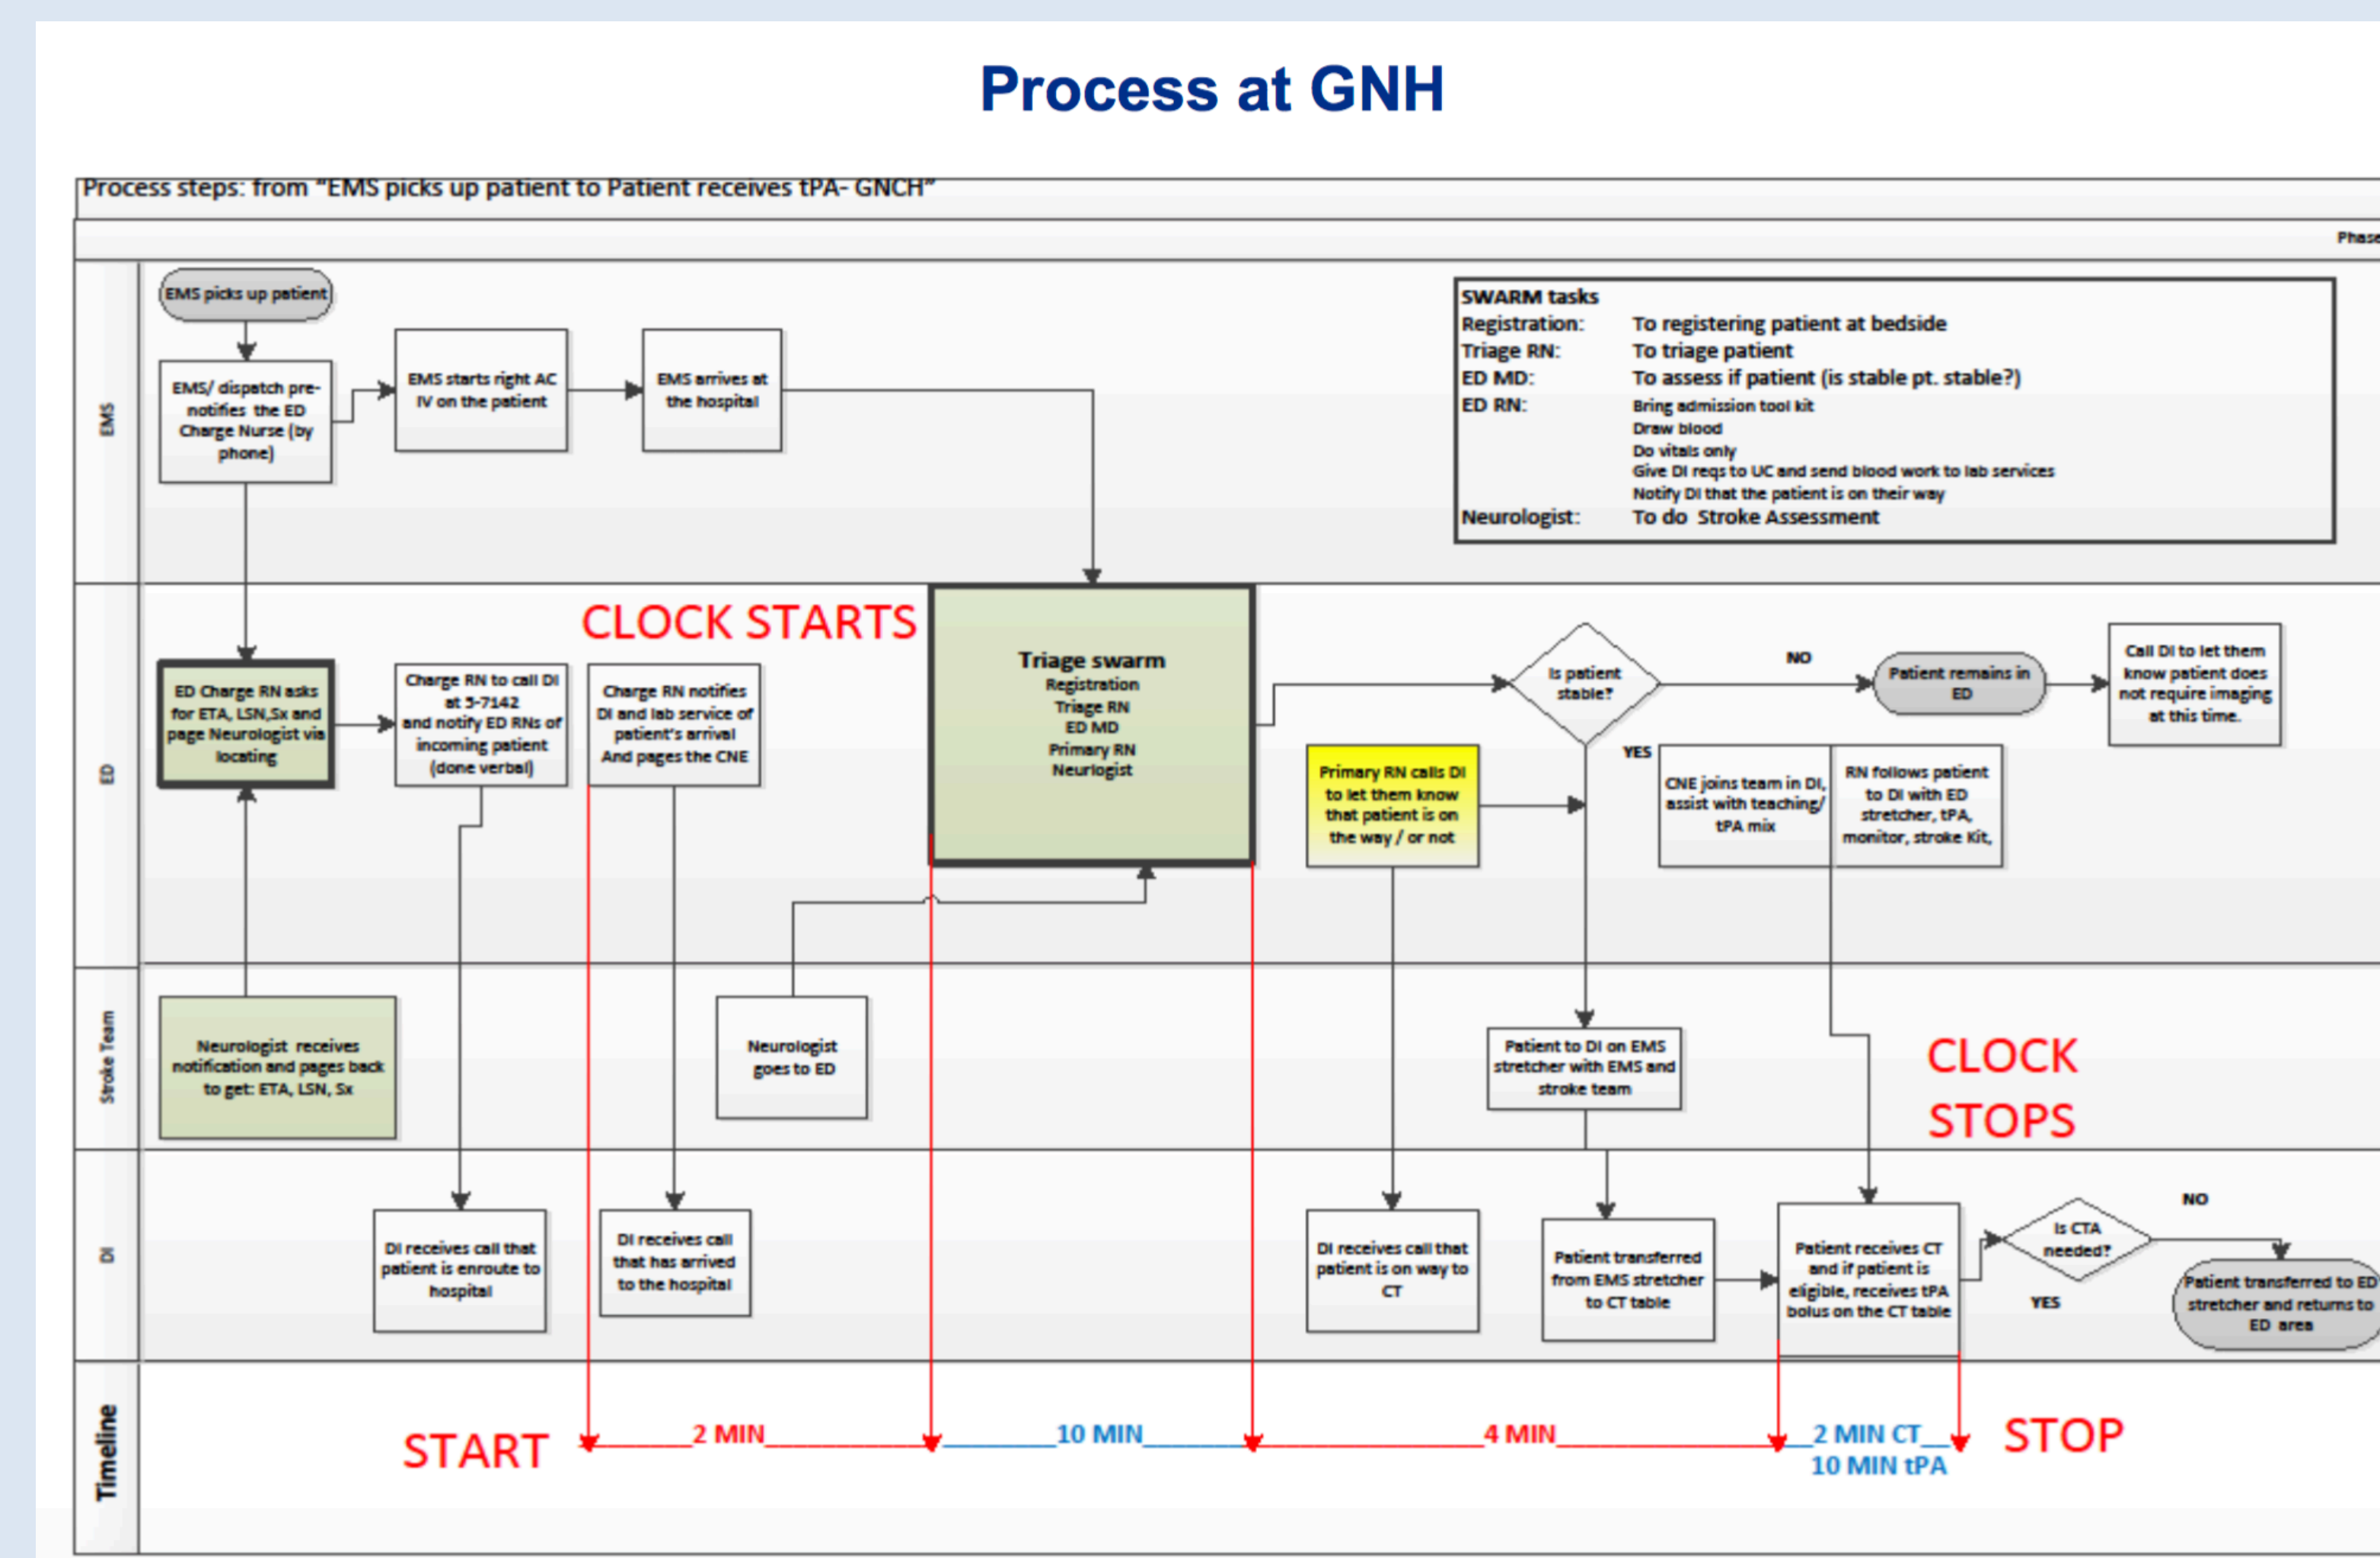 Process at GNH
Process steps: from “EMS picks up patient to Patient receives tPA- GNCH”
Phase
EMS
EMS picks up patient
EMS/ dispatch pre-
notifies the ED
Charge Nurse (by
phone)
EMS starts right AC
IV on the patient
EMS arrives at
the hospital
SWARM tasks
Registration: To registering patient at bedside
Triage RN: To triage patient
ED MD: To assess if patient (is stable pt. stable?)
ED RN: Bring admission tool kit
Draw blood
Do vitals only
Give DI reqs to UC and send blood work to lab services
Notify DI that the patient is on their way
Neurologist: To do Stroke Assessment
ED
CLOCK STARTS
ED Charge RN asks
for ETA, LSN,Sx and
page Neurologist via
locating
Charge RN to call DI
at 5-7142
and notify ED RNs of
incoming patient
(done verbal)
Charge RN notifies
DI and lab service of
patient's arrival
And pages the CNE
Triage swarm
Registration
Triage RN
ED MD
Primary RN
Neurlogist
Is patient
stable?
NO
Patient remains in
ED
Call DI to let them
know patient does
not require imaging
at this time.
YES
Primary RN calls DI
to let them know
that patient is on
the way / or not
CNE joins team in DI,
assist with teaching/
tPA mix
RN follows patient
to DI with ED
stretcher, tPA,
monitor, stroke Kit,
Stroke Team
Neurologist receives
notification and pages back
to get: ETA, LSN, Sx
Neurologist
goes to ED
Patient to DI on EMS
stretcher with EMS and
stroke team
CLOCK
STOPS
DI
DI receives call that
patient is enroute to
hospital
DI receives call
that has arrived
to the hospital
DI receives call that
patient is on way to
CT
Patient transferred
from EMS stretcher
to CT table
Patient receives CT
and if patient is
eligible, receives tPA
bolus on the CT table
Is CTA
needed?
NO
YES
Patient transferred to ED
stretcher and returns to
ED area
Timeline
START
2 MIN
10 MIN
4 MIN
2 MIN CT
10 MIN tPA
STOP